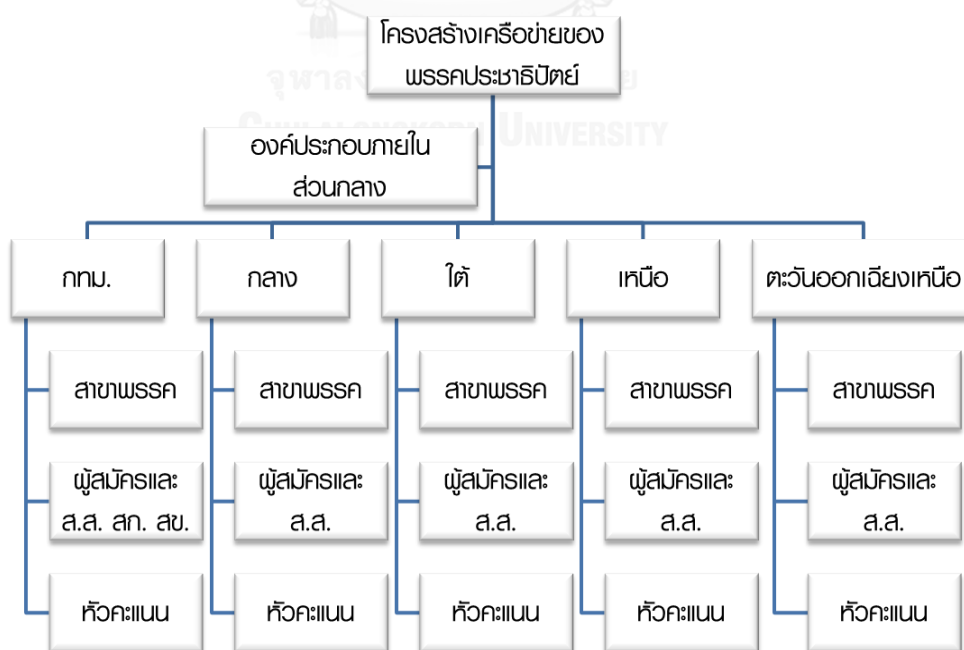 โครงสร้างเครือข่ายของ
พรรคประชาธิปัตย์
จุฬาลง
CHULALONGKORN UNIVERSITY
องค์ประกอบภายใน
ส่วนกลาง
กทม.
กลาง
ใต้
เหนือ
ตะวันออกเฉียงเหนือ
สาขาพรรค
สาขาพรรค
สาขาพรรค
สาขาพรรค
สาขาพรรค
ผู้สมัครและ
ส.ส. สก. สข.
ผู้สมัครและ
ส.ส.
ผู้สมัครและ
ส.ส.
ผู้สมัครและ
ส.ส.
ผู้สมัครและ
ส.ส.
หัวคะแนน
หัวคะแนน
หัวคะแนน
หัวคะแนน
หัวคะแนน